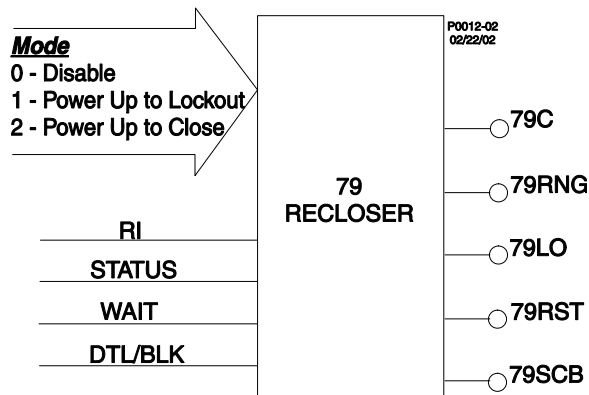 P0012-02
02/22/02
Mode
0 - Disable
1 - Power Up to Lockout
2 - Power Up to Close
79
RECLOSER
RI
STATUS
WAIT
DTL/BLK
79C
79RNG
79LO
79RST
79SCB